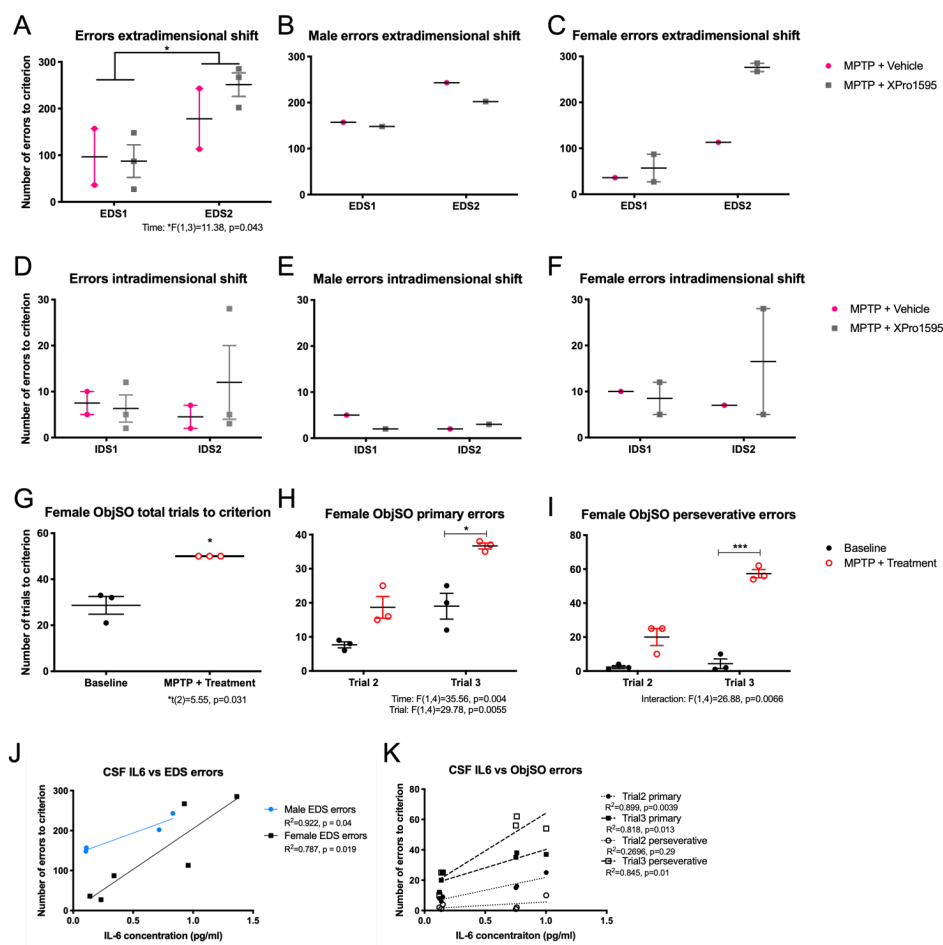 A
Errors extradimensional shift
*
Number of errors to criterion
300
200
100
0
EDS1
EDS2
Time: *F(1,3)=11.38, p=0.043
B
Male errors extradimensional shift
300
200
100
0
EDS1
EDS2
C
Female errors extradimensional shift
300
200
100
0
EDS1
EDS2
MPTP + Vehicle
MPTP + XPro1595
D
Errors intradimensional shift
Number of errors to criterion
30
20
10
0
IDS1
IDS2
E
Male errors intradimensional shift
30
20
10
0
IDS1
IDS2
F
Female errors intradimensional shift
30
20
10
0
IDS1
IDS2
MPTP + Vehicle
MPTP + XPro1595
G
Female ObjSO total trials to criterion
*
Number of trials to criterion
60
40
20
0
Baseline
MPTP + Treatment
*t(2)=5.55, p=0.031
H
Female ObjSO primary errors
*
40
30
20
10
0
Trial 2
Trial 3
Time: F(1,4)=35.56, p=0.004
Trial: F(1,4)=29.78, p=0.0055
I
Female ObjSO perseverative errors
***
80
60
40
20
0
Trial 2
Trial 3
Interaction: F(1,4)=26.88, p=0.0066
Baseline
MPTP + Treatment
J
CSF IL6 vs EDS errors
Number of errors to criterion
300
200
100
0
0.0
0.5
1.0
1.5
IL-6 concentration (pg/ml)
Male EDS errors
R²=0.922, p = 0.04
Female EDS errors
R²=0.787, p = 0.019
K
CSF IL6 vs ObjSO errors
Number of errors to criterion
80
60
40
20
0
0.0
0.5
1.0
1.5
IL-6 concentraiton (pg/ml)
Trial2 primary
R²=0.899, p=0.0039
Trial3 primary
R²=0.818, p=0.013
Trial2 perseverative
R²=0.2696, p=0.29
Trial3 perseverative
R²=0.845, p=0.01